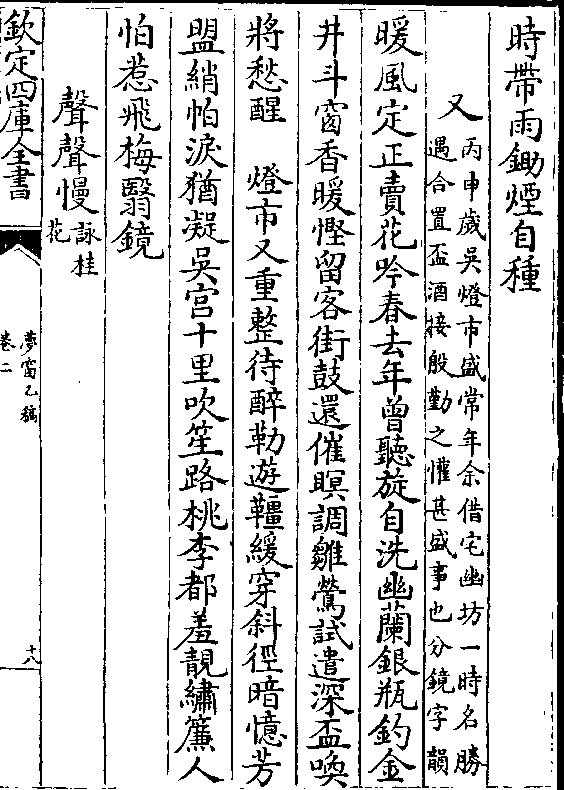 時帶雨鋤煙自種
又丙申歲吳燈市盛常年余借宅幽坊一時名勝
遇合置盃酒接殷勤之懽甚盛事也分鏡字韻
暖風定正賣花吟春去年曾聽旋自洗幽蘭銀瓶釣金
井斗窗香暖慳留客街鼓還催暝調雛鶯試遣深盃喚
將愁醒　燈市又重整待醉勒遊韁緩穿斜徑暗憶芳
盟綃帕淚猶凝吳宮十里吹笙路桃李都羞靚繡簾人
怕惹飛梅翳鏡
聲聲慢詠桂
花
欽定四庫全書
夢窗乙稿
卷二
十八